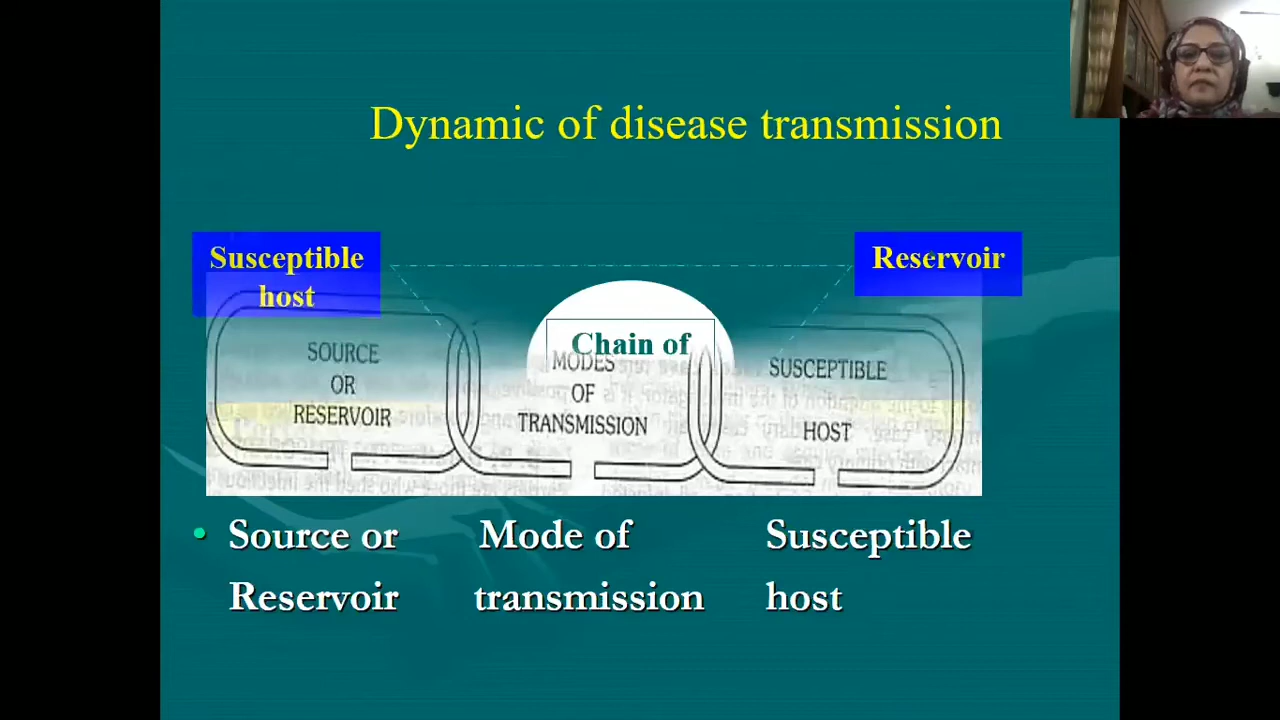 Dynamic of disease transmission
Susceptible
host
Reservoir
Chain of
SOURCE
OR
RESERVOIR
MODES
OF
TRANSMISSION
SUSCEPTIBLE
HOST
• Source or Mode of Susceptible
Reservoir transmission host